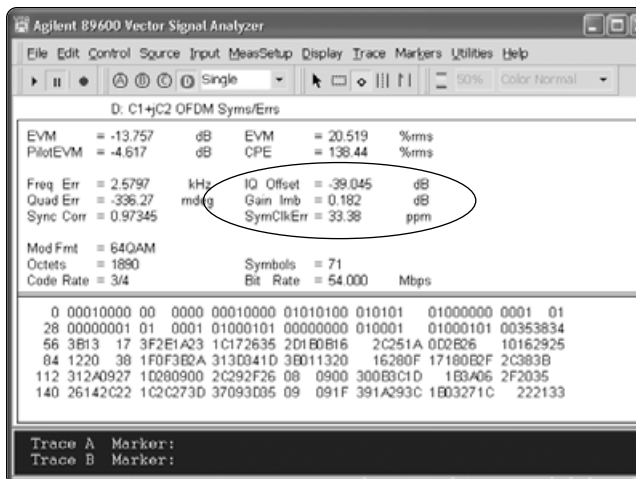 Agilent 89600 Vector Signal Analyzer
File Edit Control Source Input MeasSetup Display Trace Markers Utilities Help
A B C D Single 50% Color Normal
D: C1+jC2 OFDM Syms/Errs
EVM = -13.757 dB EVM = 20.519 %rms
PilotEVM = -4.617 dB CPE = 138.44 %rms
Freq Err = 2.5797 kHz IQ Offset = -39.045 dB
Quad Err = -336.27 mdeg Gain Imb = 0.182 dB
Sync Corr = 0.97345 SymClkErr = 33.38 ppm
Mod Fmt = 64QAM
Octets = 1890 Symbols = 71
Code Rate = 3/4 Bit Rate = 54.000 Mbps
0 00010000 00 0000 00010000 01010100 010101 01000000 0001 01
28 00000001 01 0001 01000101 00000000 010001 01000101 00353834
56 3B13 17 3F2E1A23 1C172635 2D1B0B16 2C251A 0D2B26 10162925
84 1220 38 1F0F3B2A 313D341D 3B011320 16280F 17180B2F 2C383B
112 312A0927 1D280900 2C292F26 08 0900 300B3C1D 1B3A06 2F2035
140 26142C22 1C2C273D 37093D35 09 091F 391A293C 1B03271C 222133
Trace A Marker:
Trace B Marker: